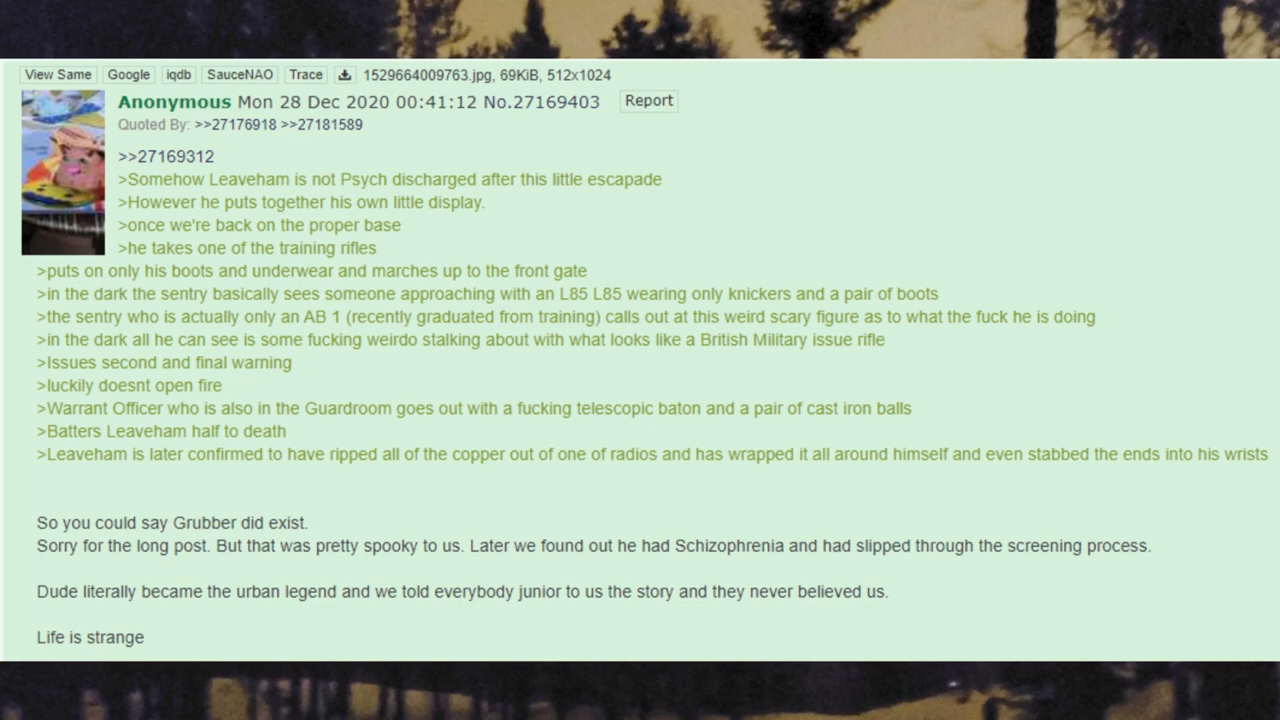 View Same Google iqdb SauceNAO Trace 1529664009763.jpg, 69KiB, 512x1024
Anonymous Mon 28 Dec 2020 00:41:12 No.27169403 Report
Quoted By: >>27176918 >>27181589
>>27169312
>Somehow Leaveham is not Psych discharged after this little escapade
>However he puts together his own little display.
>once we're back on the proper base
>he takes one of the training rifles
>puts on only his boots and underwear and marches up to the front gate
>in the dark the sentry basically sees someone approaching with an L85 L85 wearing only knickers and a pair of boots
>the sentry who is actually only an AB 1 (recently graduated from training) calls out at this weird scary figure as to what the fuck he is doing
>in the dark all he can see is some fucking weirdo stalking about with what looks like a British Military issue rifle
>Issues second and final warning
>luckily doesnt open fire
>Warrant Officer who is also in the Guardroom goes out with a fucking telescopic baton and a pair of cast iron balls
>Batters Leaveham half to death
>Leaveham is later confirmed to have ripped all of the copper out of one of radios and has wrapped it all around himself and even stabbed the ends into his wrists
So you could say Grubber did exist.
Sorry for the long post. But that was pretty spooky to us. Later we found out he had Schizophrenia and had slipped through the screening process.
Dude literally became the urban legend and we told everybody junior to us the story and they never believed us.
Life is strange